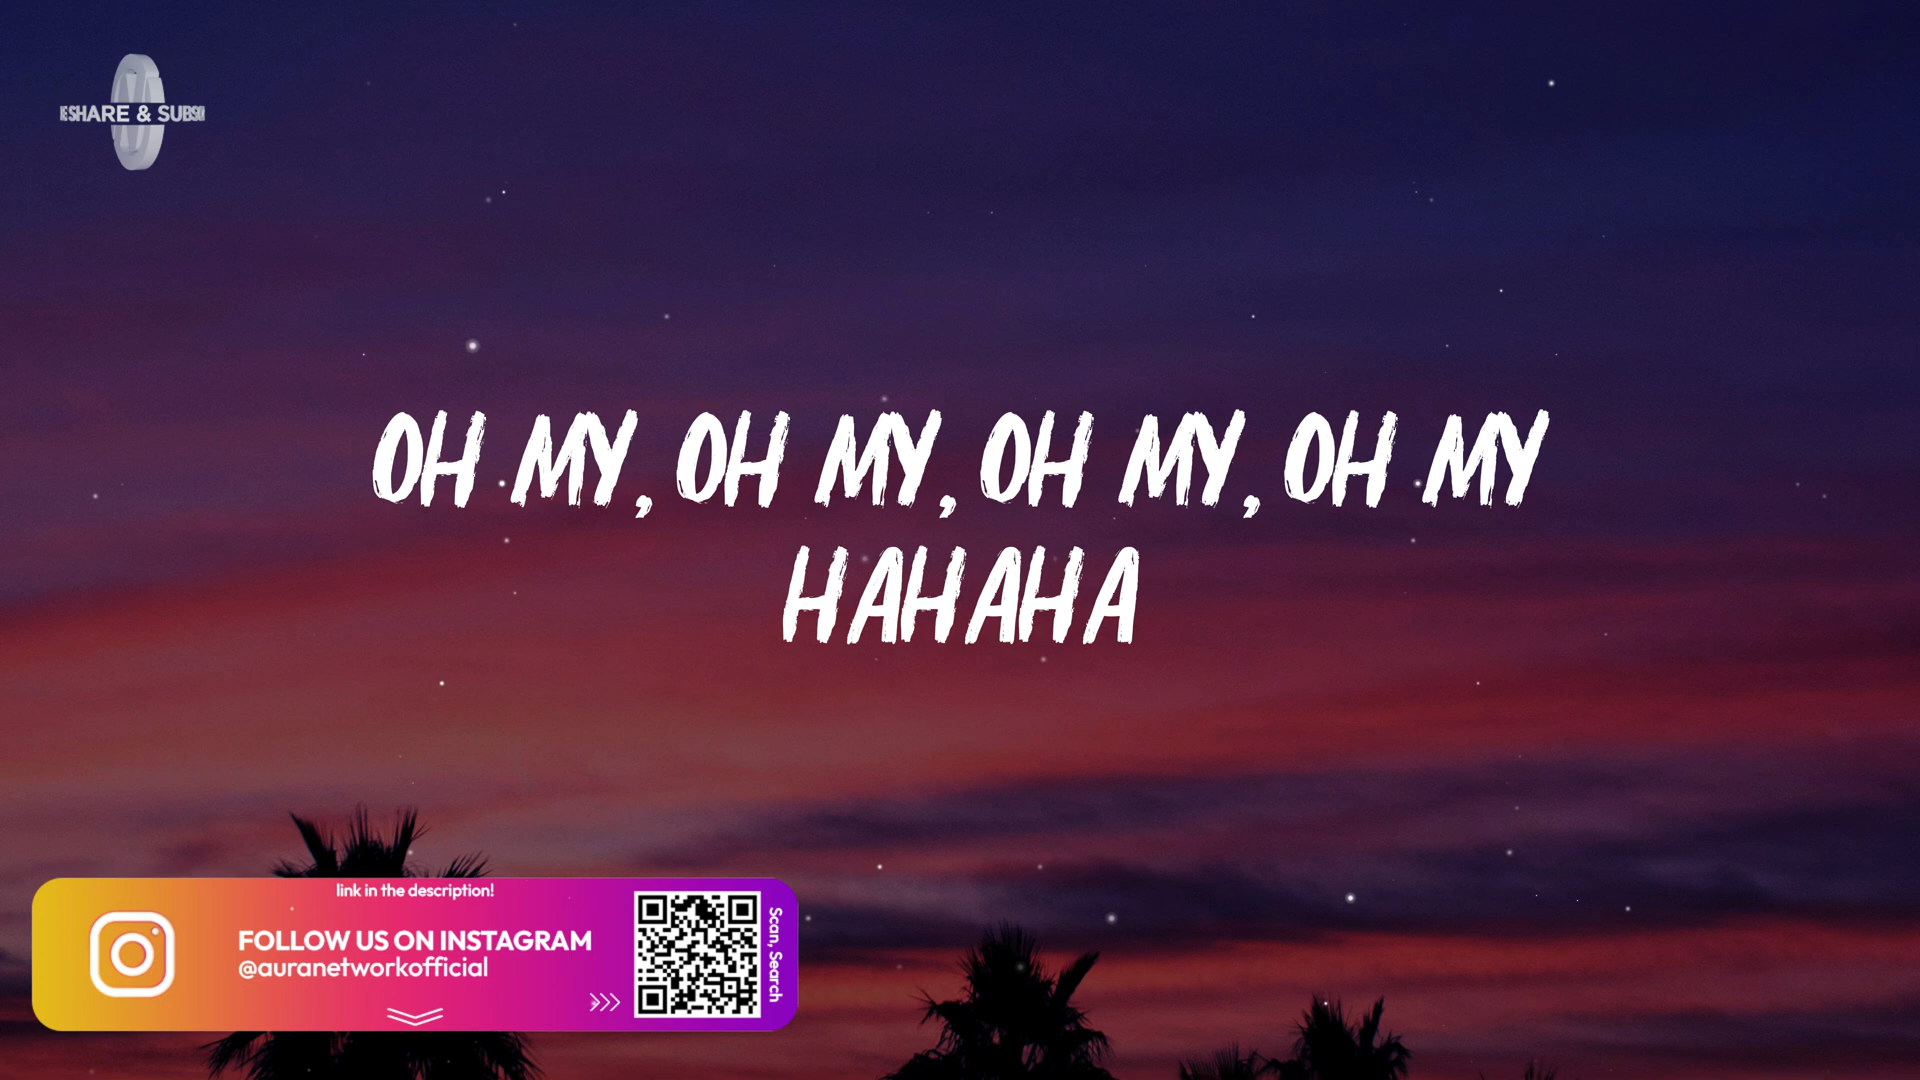 SHARE & SUBSC
OH MY, OH MY, OH MY, OH MY
HAHAHA
link in the description!
FOLLOW US ON INSTAGRAM
@auranetworkofficial
Scan, Search